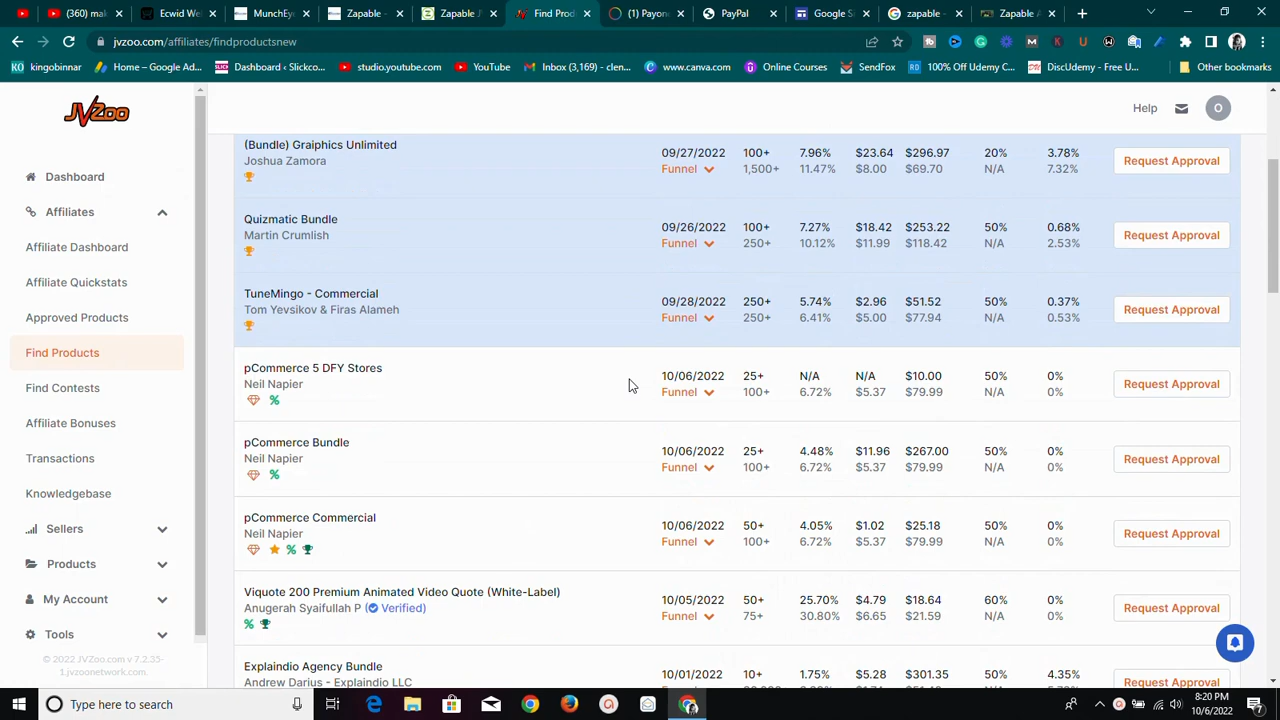 (360) mal
Ecwid Wel
MunchEye
Zapable -
Zapable JV
Find Produ
(1) Payone
PayPal
Google Sl
zapable -
Zapable A
jvzoo.com/affiliates/findproductsnew
kingobinnar
Home – Google Ad...
Dashboard ‹ Slickco...
studio.youtube.com
YouTube
Inbox (3,169) - clen...
www.canva.com
Online Courses
SendFox
100% Off Udemy C...
DiscUdemy - Free U...
Other bookmarks
JVZoo
Help
O
Dashboard
Affiliates
Affiliate Dashboard
Affiliate Quickstats
Approved Products
Find Products
Find Contests
Affiliate Bonuses
Transactions
Knowledgebase
Sellers
Products
My Account
Tools
© 2022 JVZoo.com v 7.2.35-
1.jvzoonetwork.com
(Bundle) Graiphics Unlimited 09/27/2022 100+ 7.96% $23.64 $296.97 20% 3.78% Request Approval
Joshua Zamora Funnel 1,500+ 11.47% $8.00 $69.70 N/A 7.32%
Quizmatic Bundle 09/26/2022 100+ 7.27% $18.42 $253.22 50% 0.68% Request Approval
Martin Crumlish Funnel 250+ 10.12% $11.99 $118.42 N/A 2.53%
TuneMingo - Commercial 09/28/2022 250+ 5.74% $2.96 $51.52 50% 0.37% Request Approval
Tom Yevsikov & Firas Alameh Funnel 250+ 6.41% $5.00 $77.94 N/A 0.53%
pCommerce 5 DFY Stores 10/06/2022 25+ N/A N/A $10.00 50% 0% Request Approval
Neil Napier Funnel 100+ 6.72% $5.37 $79.99 N/A 0%
pCommerce Bundle 10/06/2022 25+ 4.48% $11.96 $267.00 50% 0% Request Approval
Neil Napier Funnel 100+ 6.72% $5.37 $79.99 N/A 0%
pCommerce Commercial 10/06/2022 50+ 4.05% $1.02 $25.18 50% 0% Request Approval
Neil Napier Funnel 100+ 6.72% $5.37 $79.99 N/A 0%
Viquote 200 Premium Animated Video Quote (White-Label) 10/05/2022 50+ 25.70% $4.79 $18.64 60% 0% Request Approval
Anugerah Syaifullah P (Verified) Funnel 75+ 30.80% $6.65 $21.59 N/A 0%
Explaindio Agency Bundle 10/01/2022 10+ 1.75% $5.28 $301.35 50% 4.35% Request Approval
Andrew Darius - Explaindio LLC
Type here to search
8:20 PM
10/6/2022